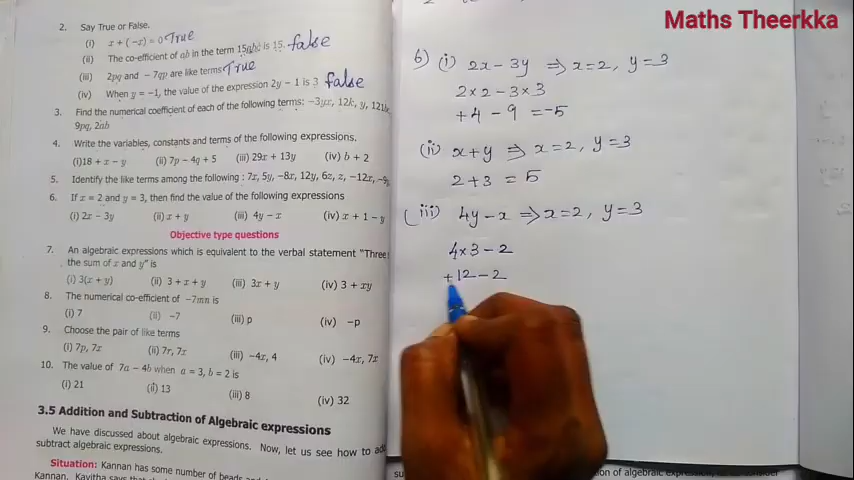 Maths Theerkka
2. Say True or False.
(i) x + (−x) = 0 True
(ii) The co-efficient of ab in the term 15abc is 15. false
(iii) 2pq and − 7qp are like terms True
(iv) When y = −1, the value of the expression 2y − 1 is 3 false
3. Find the numerical coefficient of each of the following terms: −3yx, 12k, y, 121bc
9pq, 2ab
4. Write the variables, constants and terms of the following expressions.
(i)18 + x − y (ii) 7p − 4q + 5 (iii) 29x + 13y (iv) b + 2
5. Identify the like terms among the following : 7x, 5y, −8x, 12y, 6z, z, −12x, −9y
6. If x = 2 and y = 3, then find the value of the following expressions
(i) 2x − 3y (ii) x + y (iii) 4y − x (iv) x + 1 − y
Objective type questions
7. An algebraic expressions which is equivalent to the verbal statement “Three
the sum of x and y” is
(i) 3(x + y) (ii) 3 + x + y (iii) 3x + y (iv) 3 + xy
8. The numerical co-efficient of −7mn is
(i) 7 (ii) −7 (iii) p (iv) −p
9. Choose the pair of like terms
(i) 7p, 7x (ii) 7r, 7x (iii) −4x, 4 (iv) −4x, 7x
10. The value of 7a − 4b when a = 3, b = 2 is
(i) 21 (ii) 13 (iii) 8 (iv) 32
3.5 Addition and Subtraction of Algebraic expressions
We have discussed about algebraic expressions. Now, let us see how to add
subtract algebraic expressions.
Situation: Kannan has some number of beads and
Kannan. Kavitha says that
6) (i) 2x − 3y ⇒ x = 2, y = 3
2 × 2 − 3 × 3
+4 − 9 = −5
(ii) x + y ⇒ x = 2, y = 3
2 + 3 = 5
(iii) 4y − x ⇒ x = 2, y = 3
4 × 3 − 2
+12 − 2